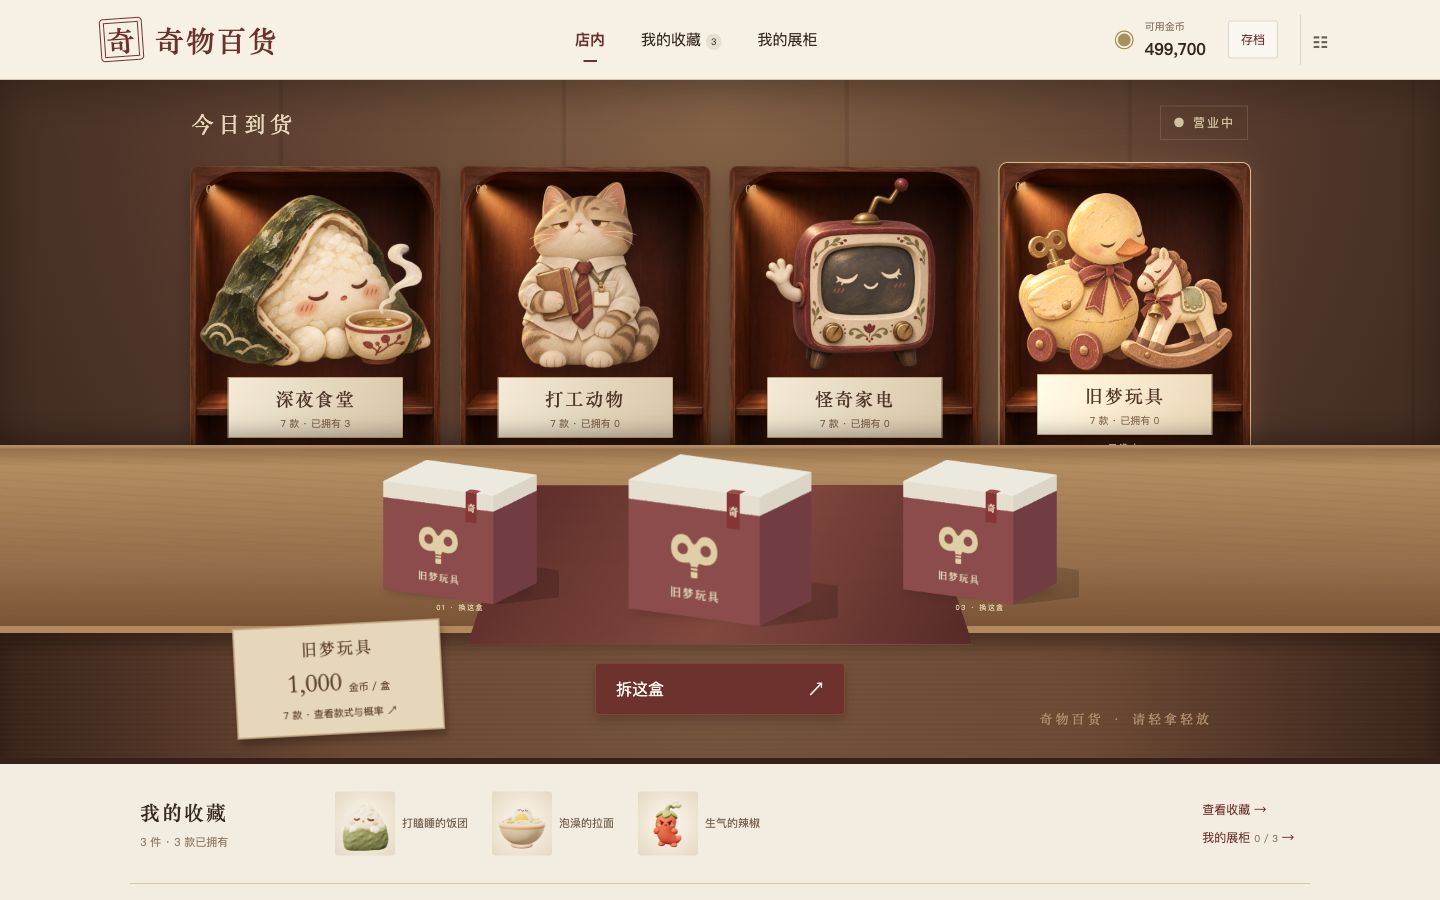 奇 奇物百货
店内 我的收藏 3 我的展柜
可用金币
499,700
存档
今日到货
营业中
深夜食堂
7 款 · 已拥有 3
打工动物
7 款 · 已拥有 0
怪奇家电
7 款 · 已拥有 0
旧梦玩具
7 款 · 已拥有 0
奇
旧梦玩具
01 · 换这盒
奇
旧梦玩具
奇
旧梦玩具
03 · 换这盒
旧梦玩具
1,000 金币 / 盒
7 款 · 查看款式与概率 ↗
拆这盒 ↗
奇物百货 · 请轻拿轻放
我的收藏
3 件 · 3 款已拥有
打瞌睡的饭团
泡澡的拉面
生气的辣椒
查看收藏 →
我的展柜 0 / 3 →